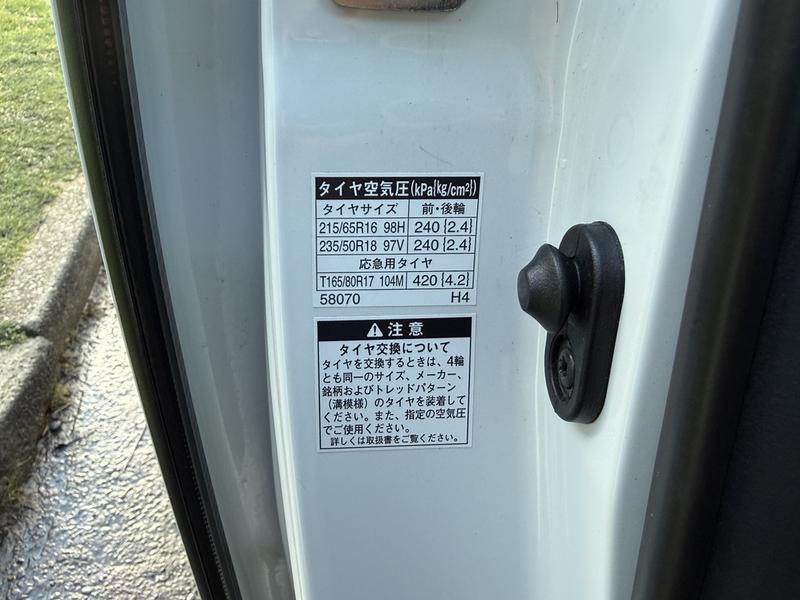 タイヤ空気圧(kPa{kg/cm²})
タイヤサイズ 前・後輪
215/65R16 98H 240 {2.4}
235/50R18 97V 240 {2.4}
応急用タイヤ
T165/80R17 104M 420 {4.2}
58070 H4
⚠注意
タイヤ交換について
タイヤを交換するときは、4輪
とも同一のサイズ、メーカー、
銘柄およびトレッドパターン
（溝模様）のタイヤを装着して
ください。また、指定の空気圧
でご使用ください。
詳しくは取扱書をご覧ください。